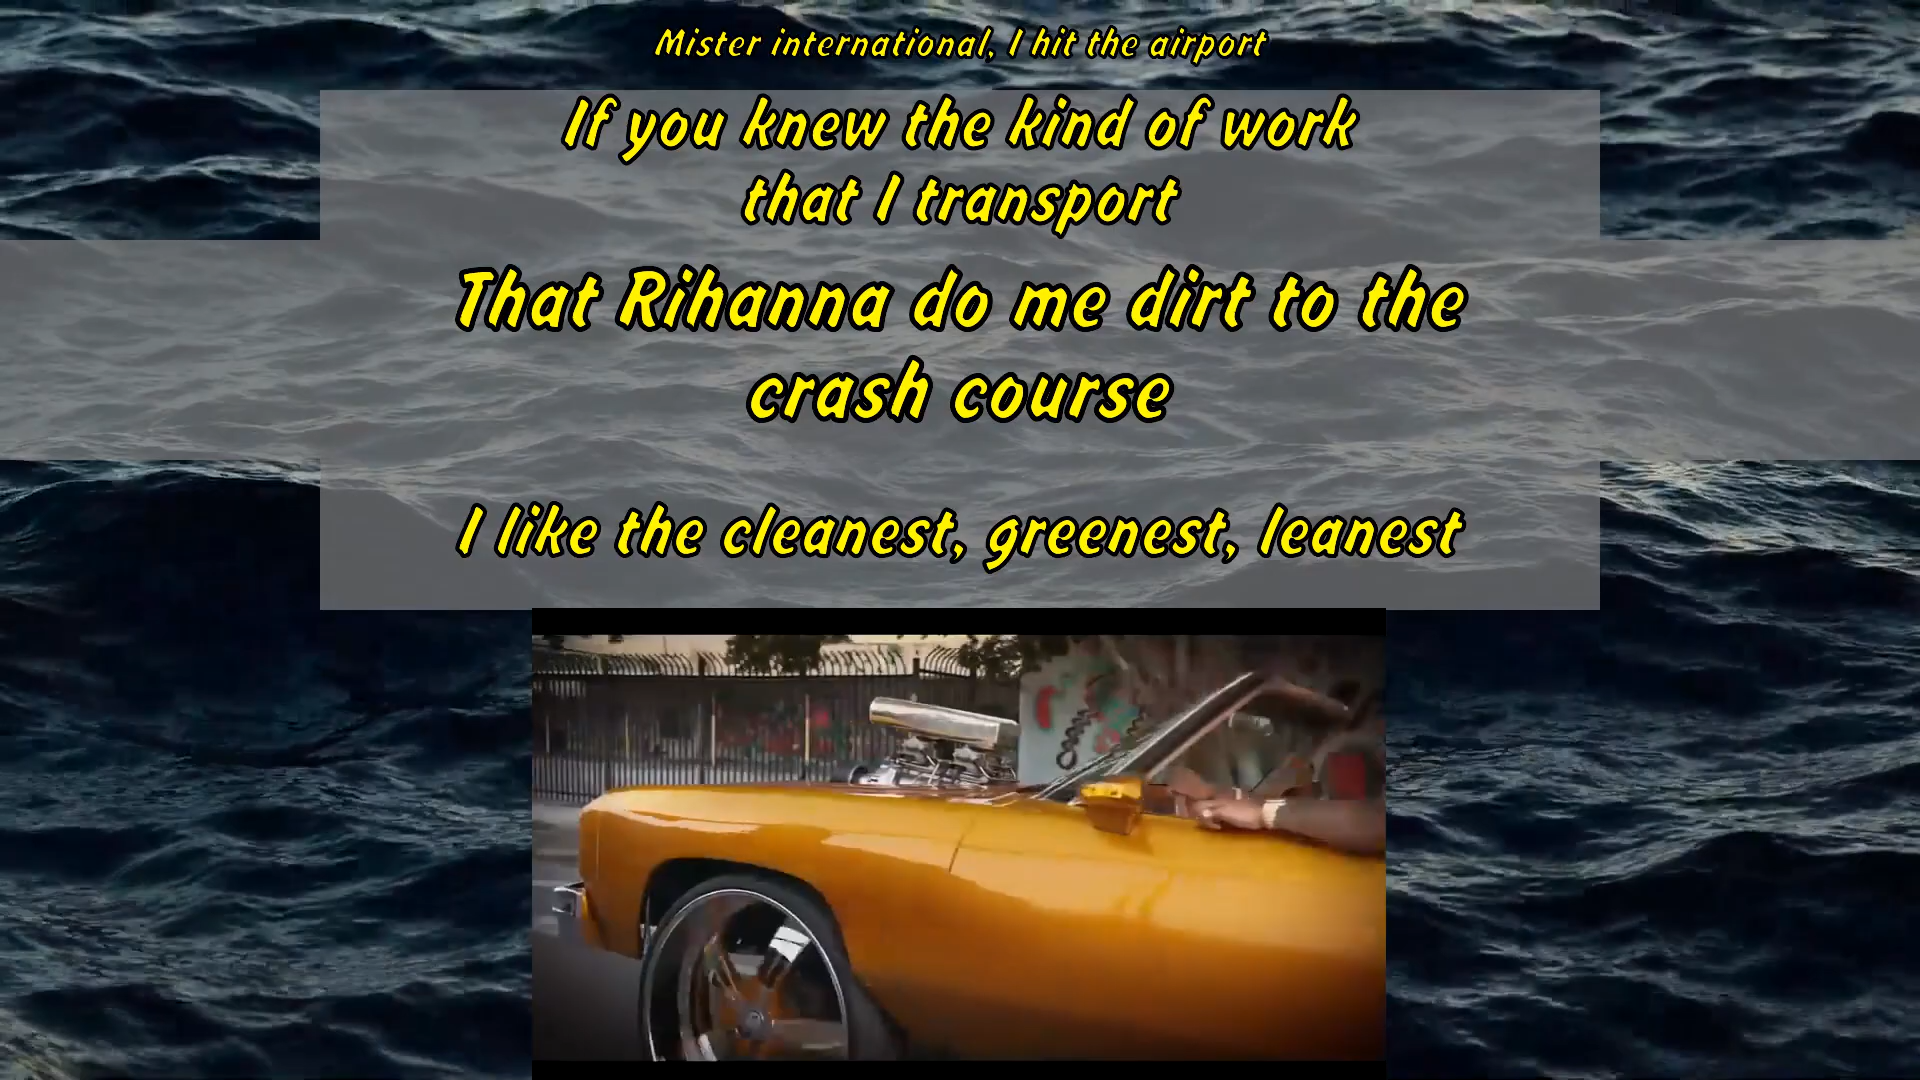 Mister international, I hit the airport
If you knew the kind of work
that I transport
That Rihanna do me dirt to the
crash course
I like the cleanest, greenest, leanest